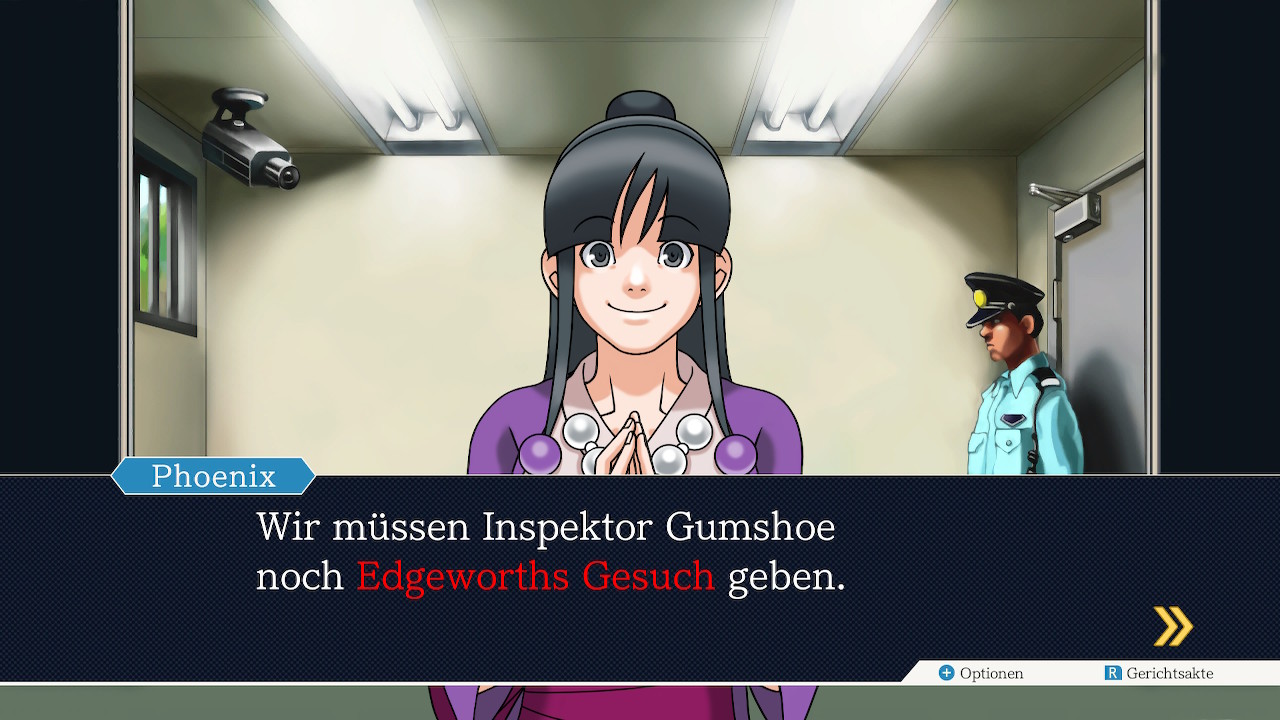 Phoenix
Wir müssen Inspektor Gumshoe
noch Edgeworths Gesuch geben.
+ Optionen
R Gerichtsakte